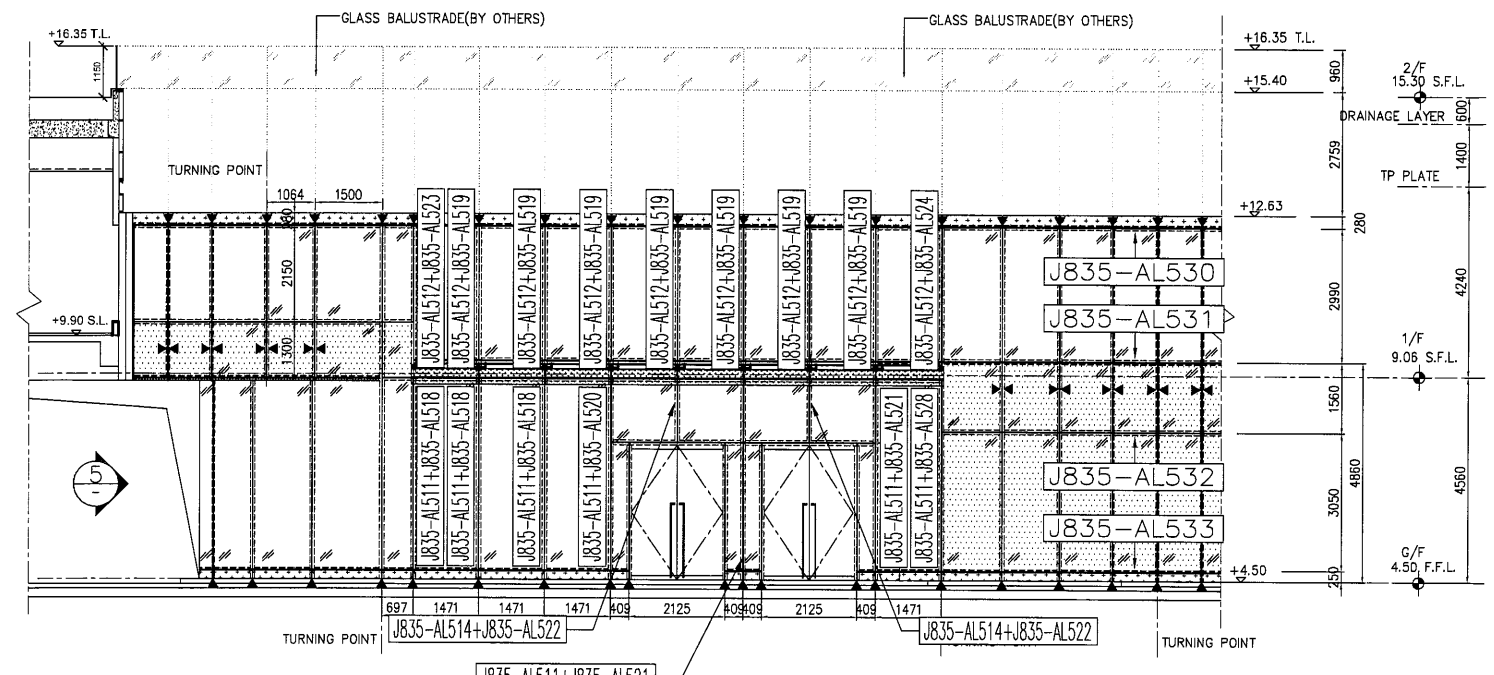 GLASS BALUSTRADE(BY OTHERS)
GLASS BALUSTRADE(BY OTHERS)
+16.35 T.L.
+16.35 T.L.
1150
960
2/F
15.30 S.F.L.
+15.40
600
DRAINAGE LAYER
2759
1400
TURNING POINT
TP PLATE
1064
1500
+12.63
280
2150
J835-AL512+J835-AL523
J835-AL512+J835-AL519
J835-AL512+J835-AL519
J835-AL512+J835-AL519
J835-AL512+J835-AL519
J835-AL512+J835-AL519
J835-AL512+J835-AL519
J835-AL512+J835-AL519
J835-AL512+J835-AL524
J835-AL530
2990
4240
J835-AL531
+9.90 S.L.
1300
1/F
9.06 S.F.L.
J835-AL511+J835-AL518
J835-AL511+J835-AL518
J835-AL511+J835-AL518
J835-AL511+J835-AL520
J835-AL511+J835-AL521
J835-AL511+J835-AL528
1560
4860
4560
5
-
J835-AL532
3050
J835-AL533
G/F
4.50 F.F.L.
+4.50
250
697
1471
1471
1471
409
2125
409
409
2125
409
1471
J835-AL514+J835-AL522
J835-AL514+J835-AL522
TURNING POINT
TURNING POINT
J835-AL511+J835-AL521